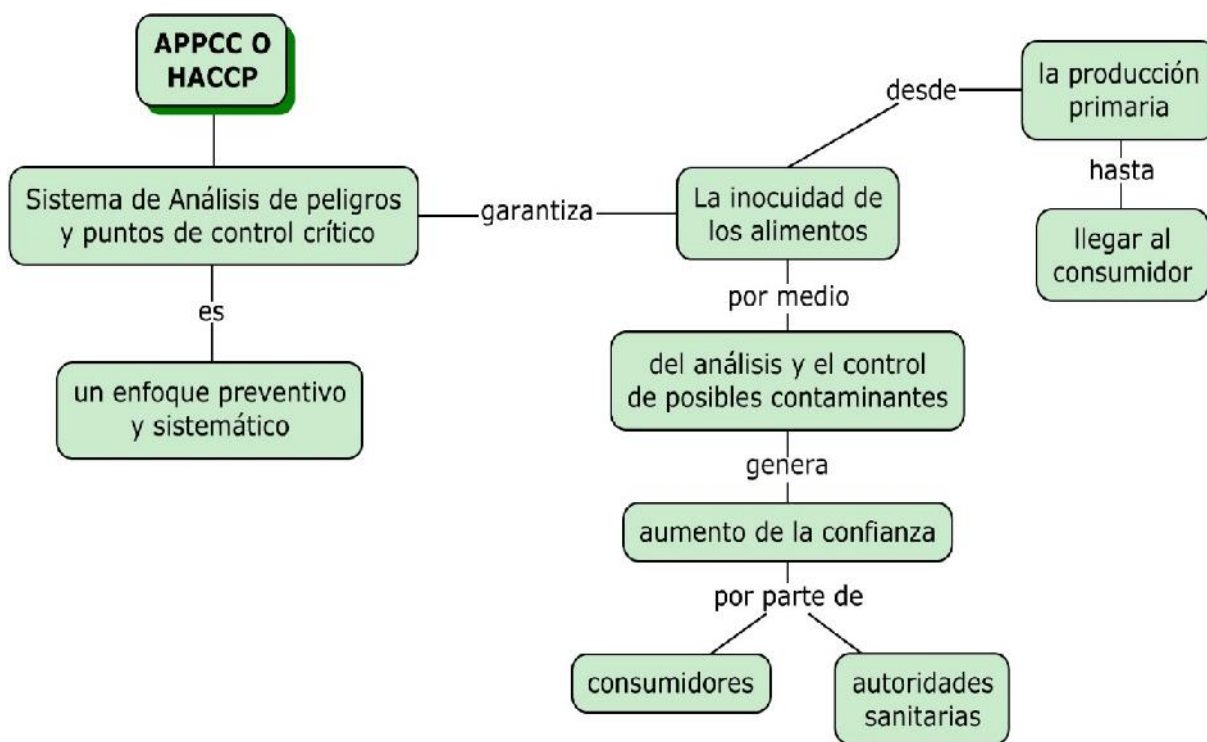 APPCC O
HACCP
Sistema de Análisis de peligros
y puntos de control crítico
es
un enfoque preventivo
y sistemático
garantiza
La inocuidad de
los alimentos
desde
la producción
primaria
hasta
llegar al
consumidor
por medio
del análisis y el control
de posibles contaminantes
genera
aumento de la confianza
por parte de
consumidores
autoridades
sanitarias